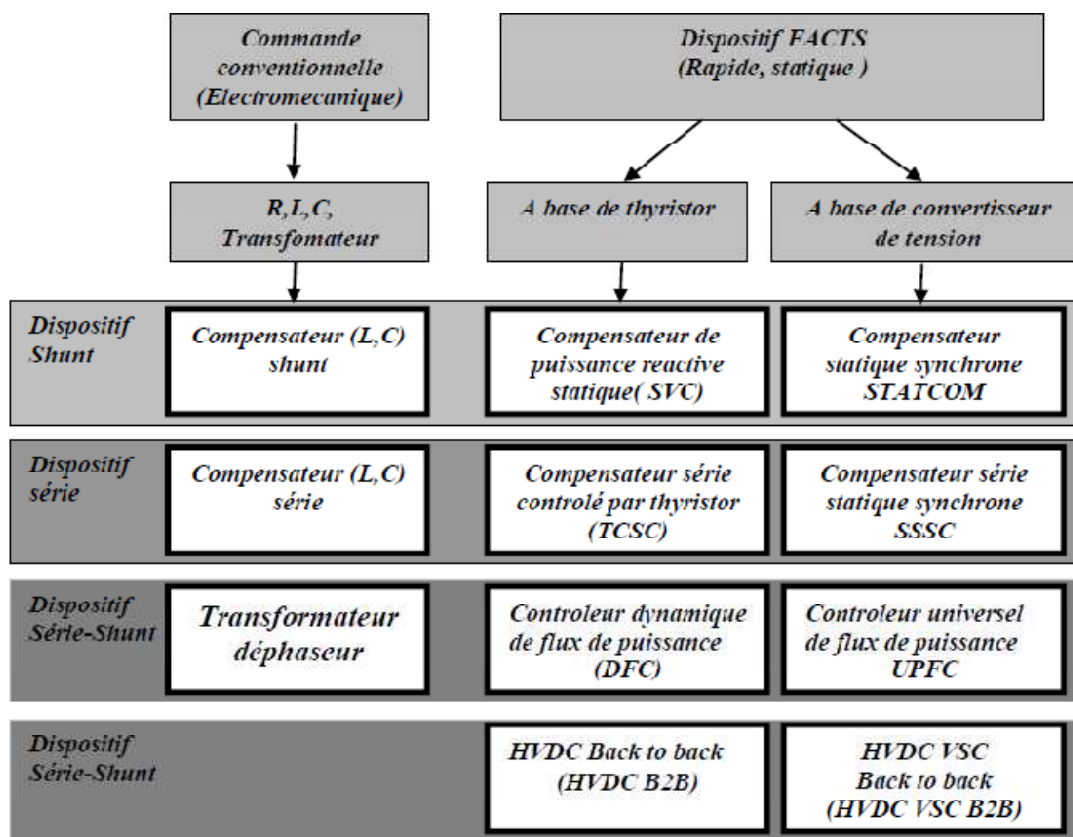 Commande
conventionnelle
(Electromecanique)
Dispositif FACTS
(Rapide, statique )
R,L,C,
Transfomateur
A base de thyristor
A base de convertisseur
de tension
Dispositif
Shunt
Compensateur (L,C)
shunt
Compensateur de
puissance reactive
statique( SVC)
Compensateur
statique synchrone
STATCOM
Dispositif
série
Compensateur (L,C)
série
Compensateur série
controlé par thyristor
(TCSC)
Compensateur série
statique synchrone
SSSC
Dispositif
Série-Shunt
Transformateur
déphaseur
Controleur dynamique
de flux de puissance
(DFC)
Controleur universel
de flux de puissance
UPFC
Dispositif
Série-Shunt
HVDC Back to back
(HVDC B2B)
HVDC VSC
Back to back
(HVDC VSC B2B)